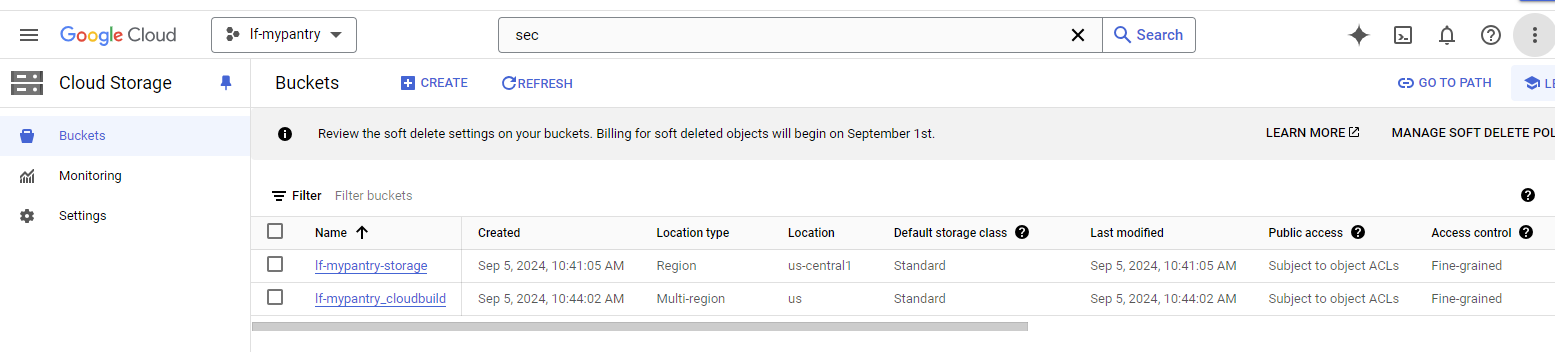 Google Cloud
lf-mypantry
sec
Search
Cloud Storage
Buckets
CREATE
REFRESH
GO TO PATH
LE
Buckets
Monitoring
Settings
Review the soft delete settings on your buckets. Billing for soft deleted objects will begin on September 1st.
LEARN MORE
MANAGE SOFT DELETE POL
Filter Filter buckets
Name Created Location type Location Default storage class Last modified Public access Access control
lf-mypantry-storage Sep 5, 2024, 10:41:05 AM Region us-central1 Standard Sep 5, 2024, 10:41:05 AM Subject to object ACLs Fine-grained
lf-mypantry_cloudbuild Sep 5, 2024, 10:44:02 AM Multi-region us Standard Sep 5, 2024, 10:44:02 AM Subject to object ACLs Fine-grained